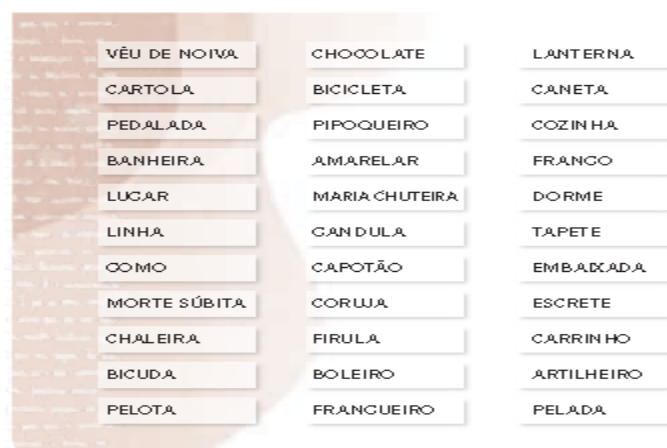 VÉU DE NOIVA CHOCOLATE LANTERNA
CARTOLA BICICLETA CANETA
PEDALADA PIPOQUEIRO COZINHA
BANHEIRA AMARELAR FRANGO
LUGAR MARIA CHUTEIRA DORME
LINHA GANDULA TAPETE
GOMO CAPOTÃO EMBAIXADA
MORTE SÚBITA CORUJA ESCRETE
CHALEIRA FIRULA CARRINHO
BICUDA BOLEIRO ARTILHEIRO
PELOTA FRANGUEIRO PELADA